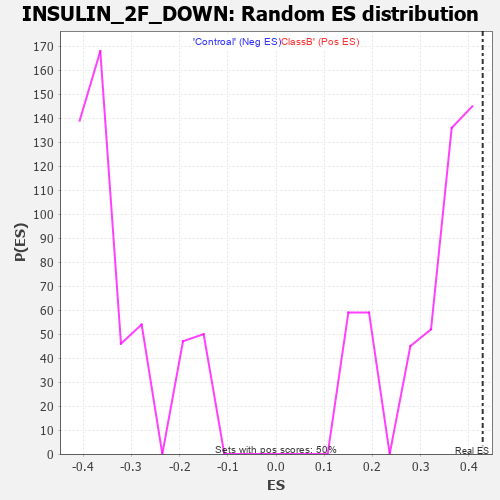 INSULIN_2F_DOWN: Random ES distribution
'Controal' (Neg ES)ClassB' (Pos ES)
170
160
150
140
130
120
110
100
90
80
70
60
50
40
30
20
10
0
P(ES)
Sets with pos scores: 50%
Real ES
-0.4 -0.3 -0.2 -0.1 0.0 0.1 0.2 0.3 0.4
ES